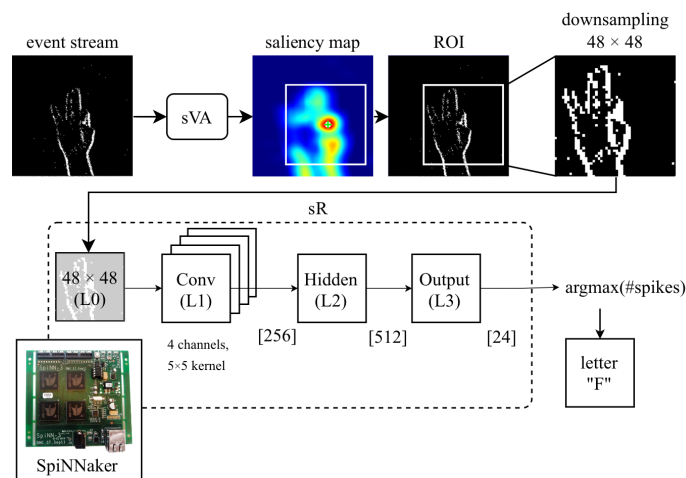 downsampling
event stream
saliency map
ROI
48 × 48
sVA
sR
48 × 48
(L0)
Conv
(L1)
Hidden
(L2)
Output
(L3)
argmax(#spikes)
4 channels,
5×5 kernel
[256]
[512]
[24]
letter
"F"
SpiNNaker